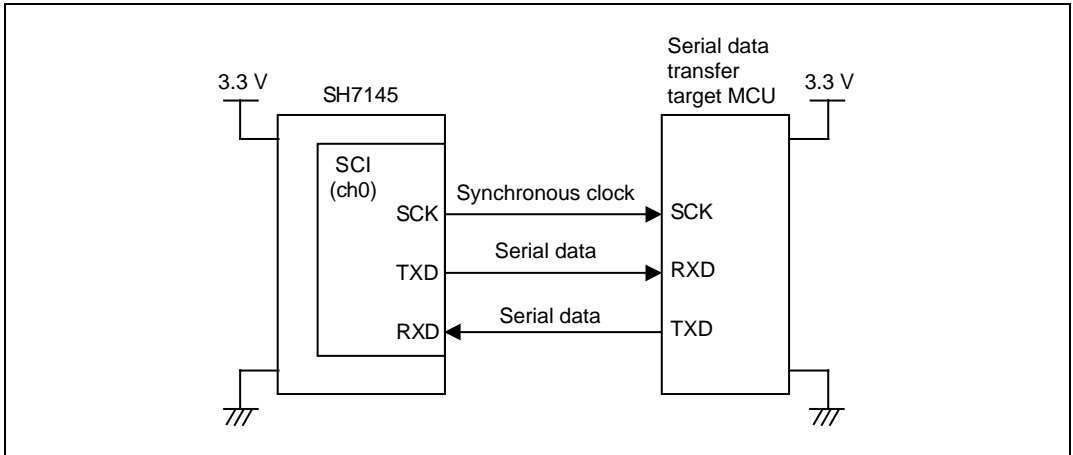 Serial data
transfer
target MCU
3.3 V
SH7145
3.3 V
SCI
(ch0)
SCK
Synchronous clock
SCK
TXD
Serial data
RXD
RXD
Serial data
TXD